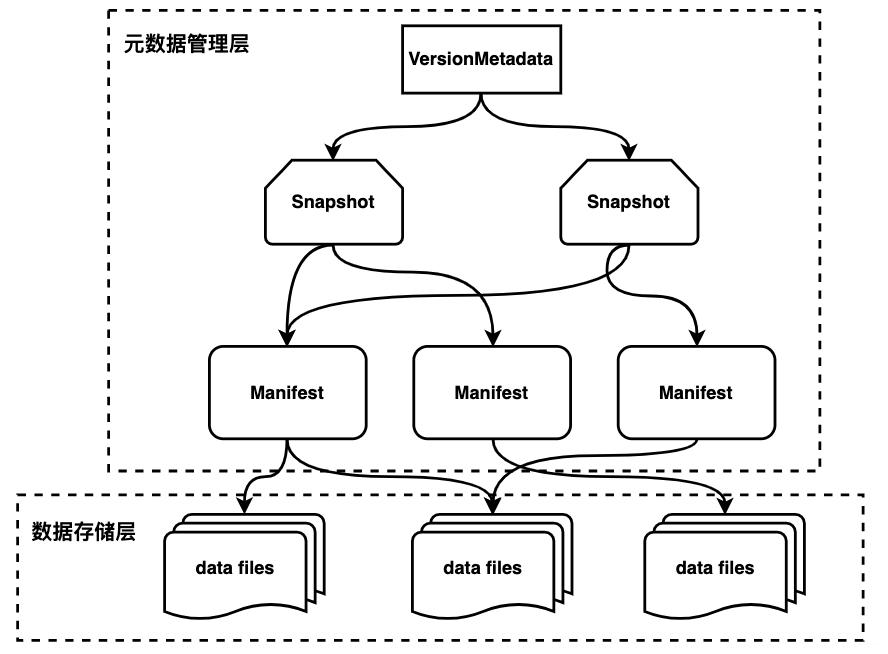 元数据管理层
VersionMetadata
Snapshot
Snapshot
Manifest
Manifest
Manifest
数据存储层
data files
data files
data files